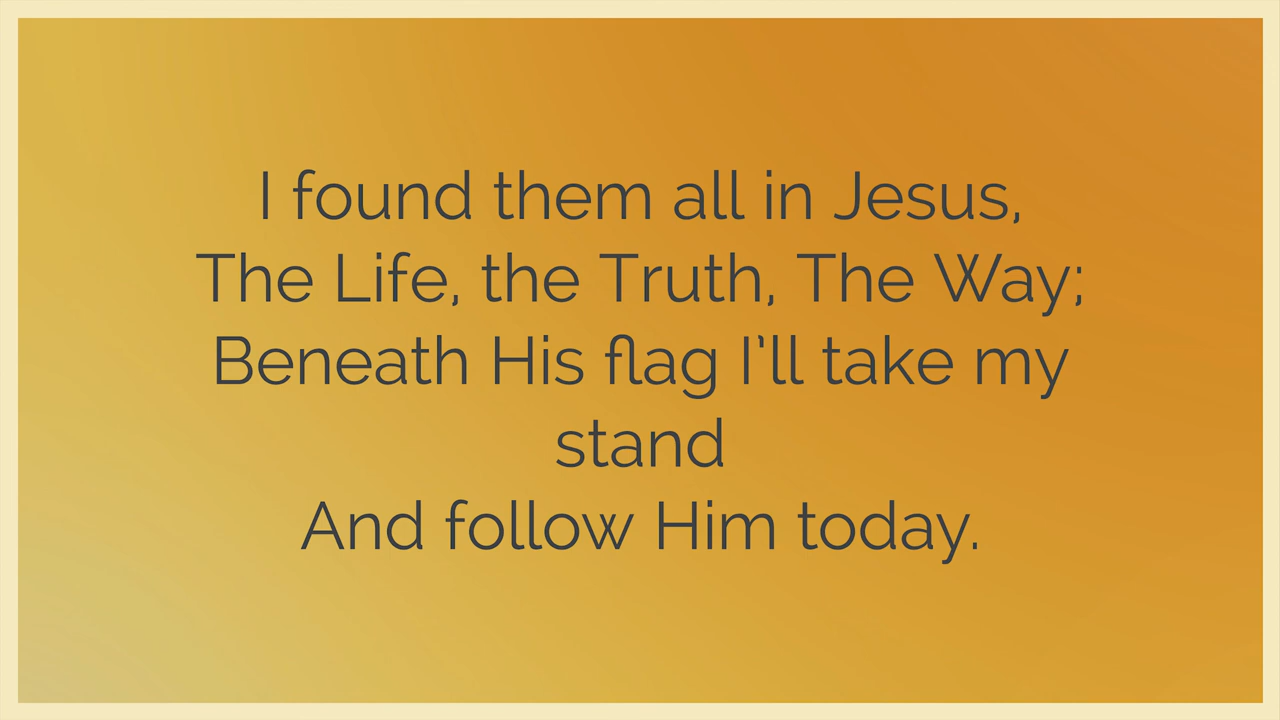 I found them all in Jesus,
The Life, the Truth, The Way;
Beneath His flag I’ll take my
stand
And follow Him today.